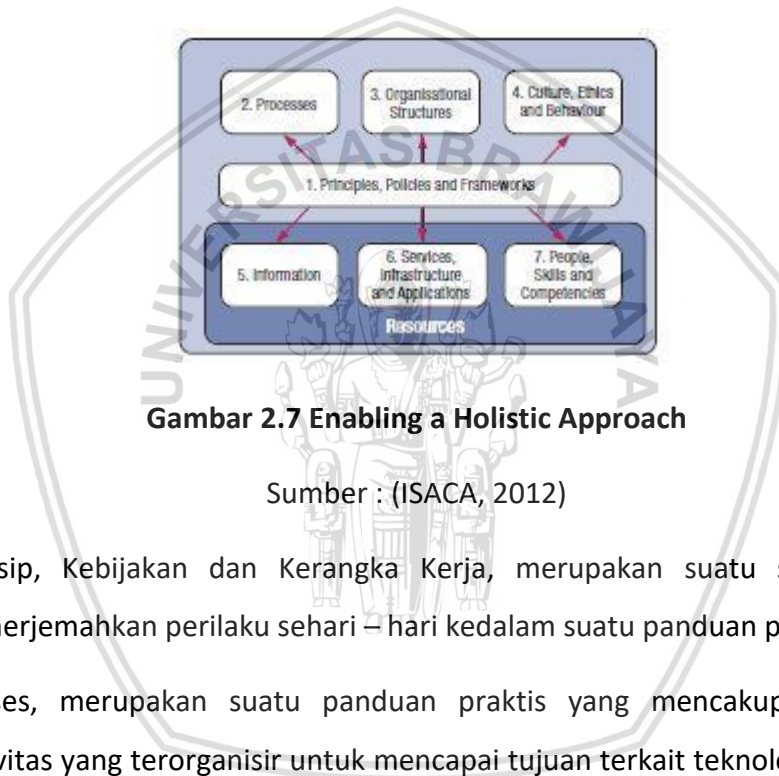 2. Processes
3. Organisational
Structures
4. Culture, Ethics
and Behaviour
1. Principles, Policies and Frameworks
5. Information
6. Services,
Infrastructure
and Applications
7. People,
Skills and
Competencies
Resources
UNIVERSITAS BRAWIJAYA
Gambar 2.7 Enabling a Holistic Approach
Sumber : (ISACA, 2012)
sip, Kebijakan dan Kerangka Kerja, merupakan suatu s
nerjemahkan perilaku sehari – hari kedalam suatu panduan p
es, merupakan suatu panduan praktis yang mencakup
vitas yang terorganisir untuk mencapai tujuan terkait teknol